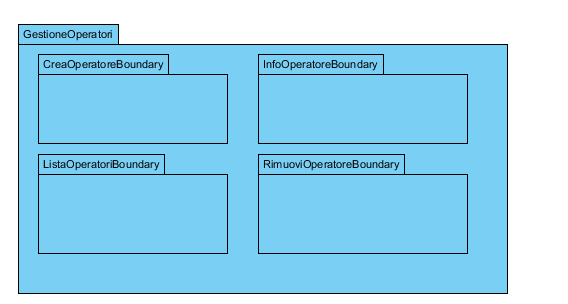 GestioneOperatori
CreaOperatoreBoundary
InfoOperatoreBoundary
ListaOperatoriBoundary
RimuoviOperatoreBoundary